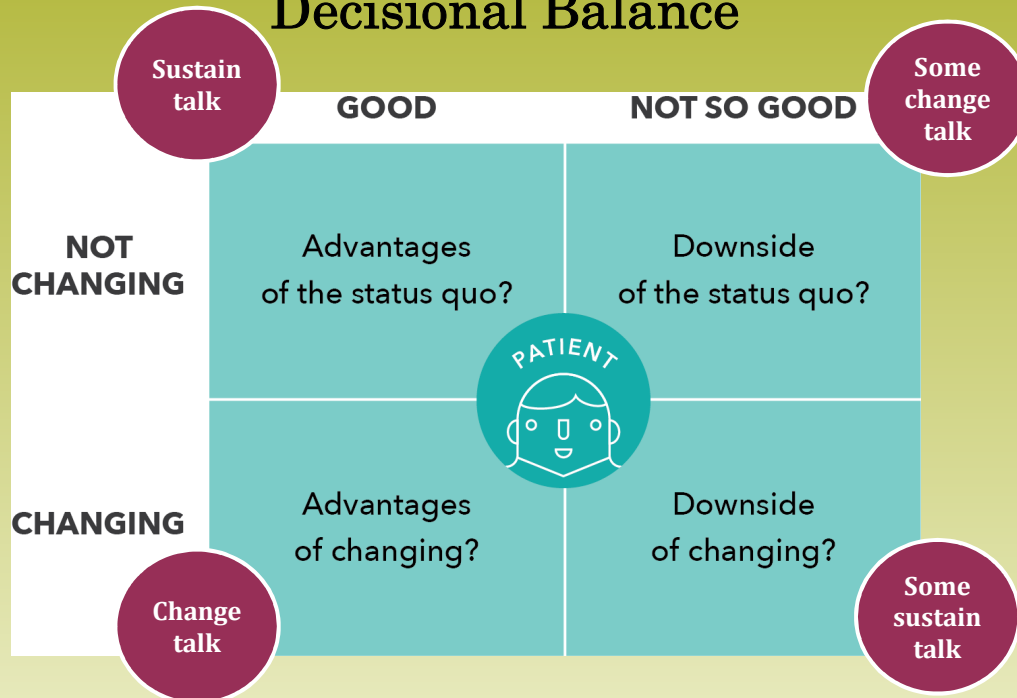 Decisional Balance
Sustain
talk
Some
change
talk
GOOD
NOT SO GOOD
NOT
CHANGING
Advantages
of the status quo?
Downside
of the status quo?
PATIENT
CHANGING
Advantages
of changing?
Downside
of changing?
Change
talk
Some
sustain
talk